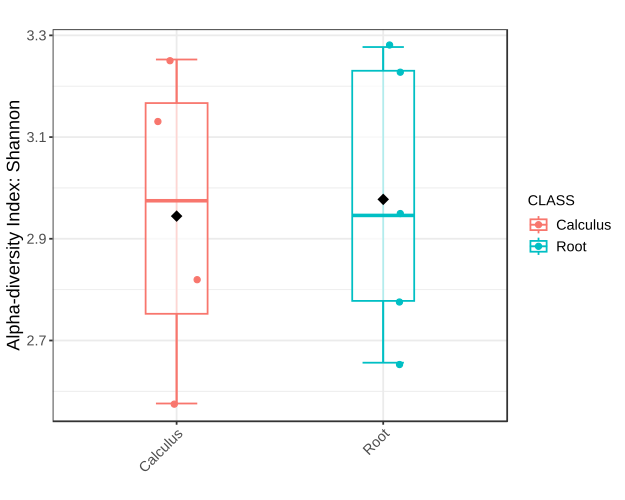 Alpha-diversity Index: Shannon
3.3
3.1
2.9
2.7
Calculus
Root
CLASS
Calculus
Root